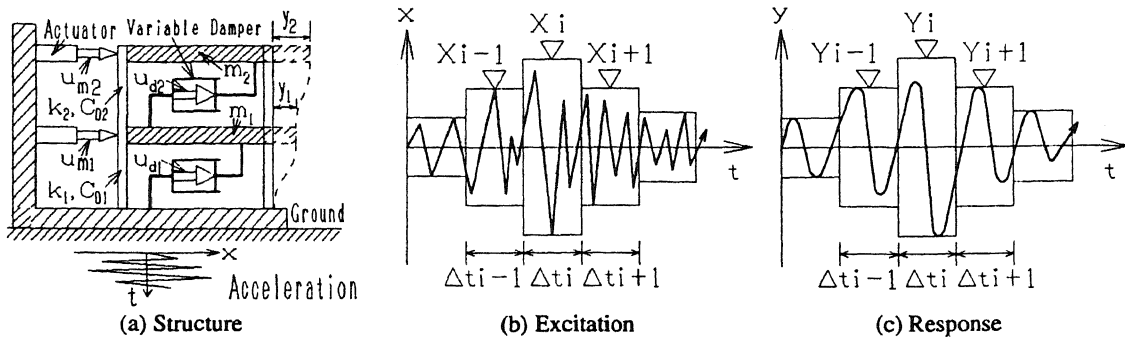 Actuator Variable Damper y2
um2 ud2 m2
k2, CD2 y1
m1
um1 ud1
k1, CD1
Ground
x
t
Acceleration
(a) Structure
x
Xi
Xi-1 Xi+1
t
Δti-1 Δti Δti+1
(b) Excitation
y
Yi
Yi-1 Yi+1
t
Δti-1 Δti Δti+1
(c) Response